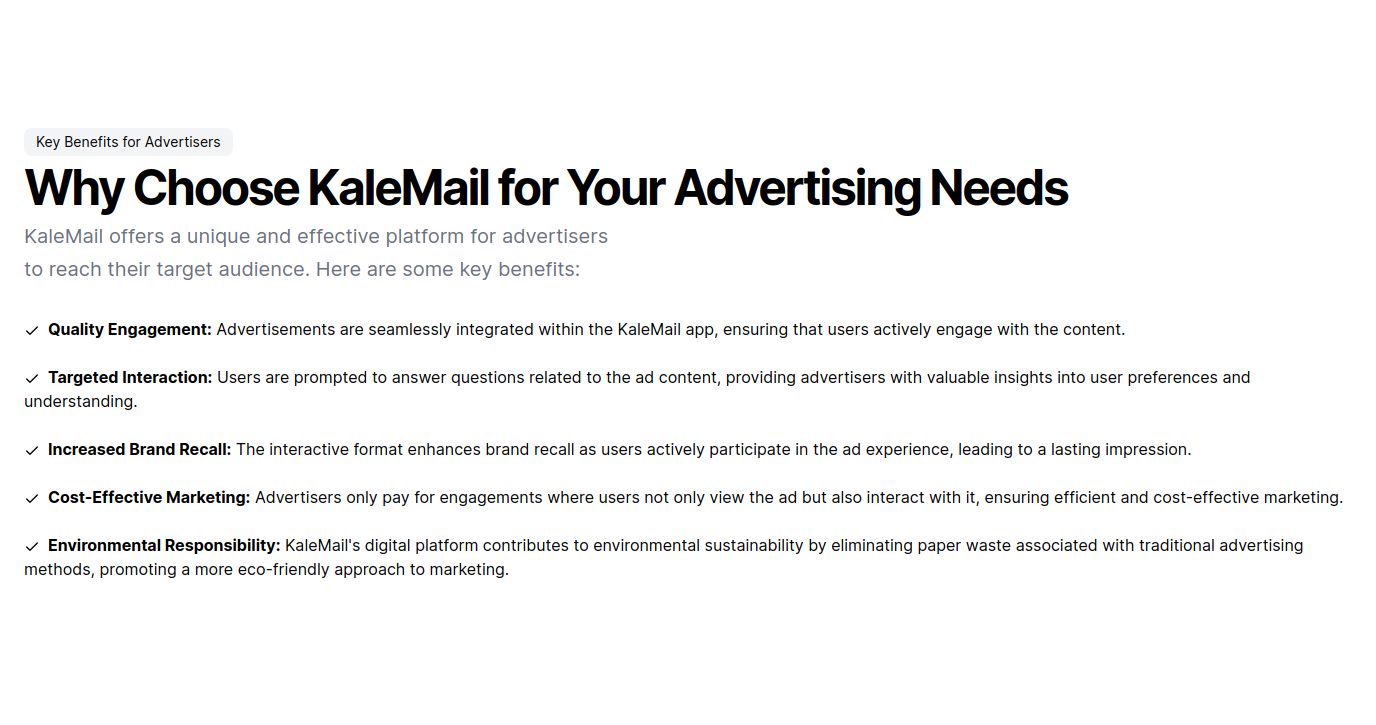 Key Benefits for Advertisers
Why Choose KaleMail for Your Advertising Needs
KaleMail offers a unique and effective platform for advertisers
to reach their target audience. Here are some key benefits:
Quality Engagement: Advertisements are seamlessly integrated within the KaleMail app, ensuring that users actively engage with the content.
Targeted Interaction: Users are prompted to answer questions related to the ad content, providing advertisers with valuable insights into user preferences and
understanding.
Increased Brand Recall: The interactive format enhances brand recall as users actively participate in the ad experience, leading to a lasting impression.
Cost-Effective Marketing: Advertisers only pay for engagements where users not only view the ad but also interact with it, ensuring efficient and cost-effective marketing.
Environmental Responsibility: KaleMail's digital platform contributes to environmental sustainability by eliminating paper waste associated with traditional advertising
methods, promoting a more eco-friendly approach to marketing.